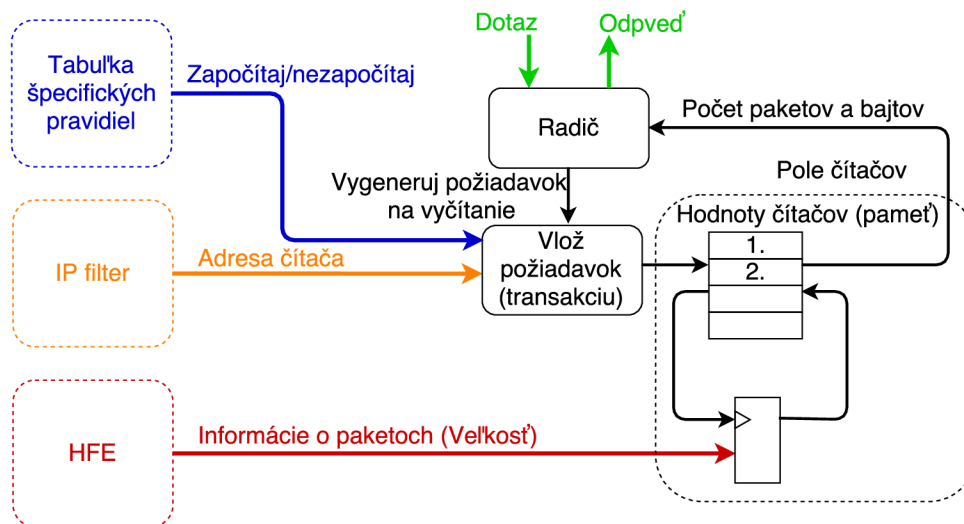 Dotaz
Odpveď
Tabuľka
špecifických
pravidiel
Započítaj/nezapočítaj
Radič
Počet paketov a bajtov
Pole čítačov
Vygeneruj požiadavok
na vyčítanie
Hodnoty čítačov (pameť)
1.
2.
Vlož
požiadavok
(transakciu)
IP filter
Adresa čítača
HFE
Informácie o paketoch (Veľkosť)